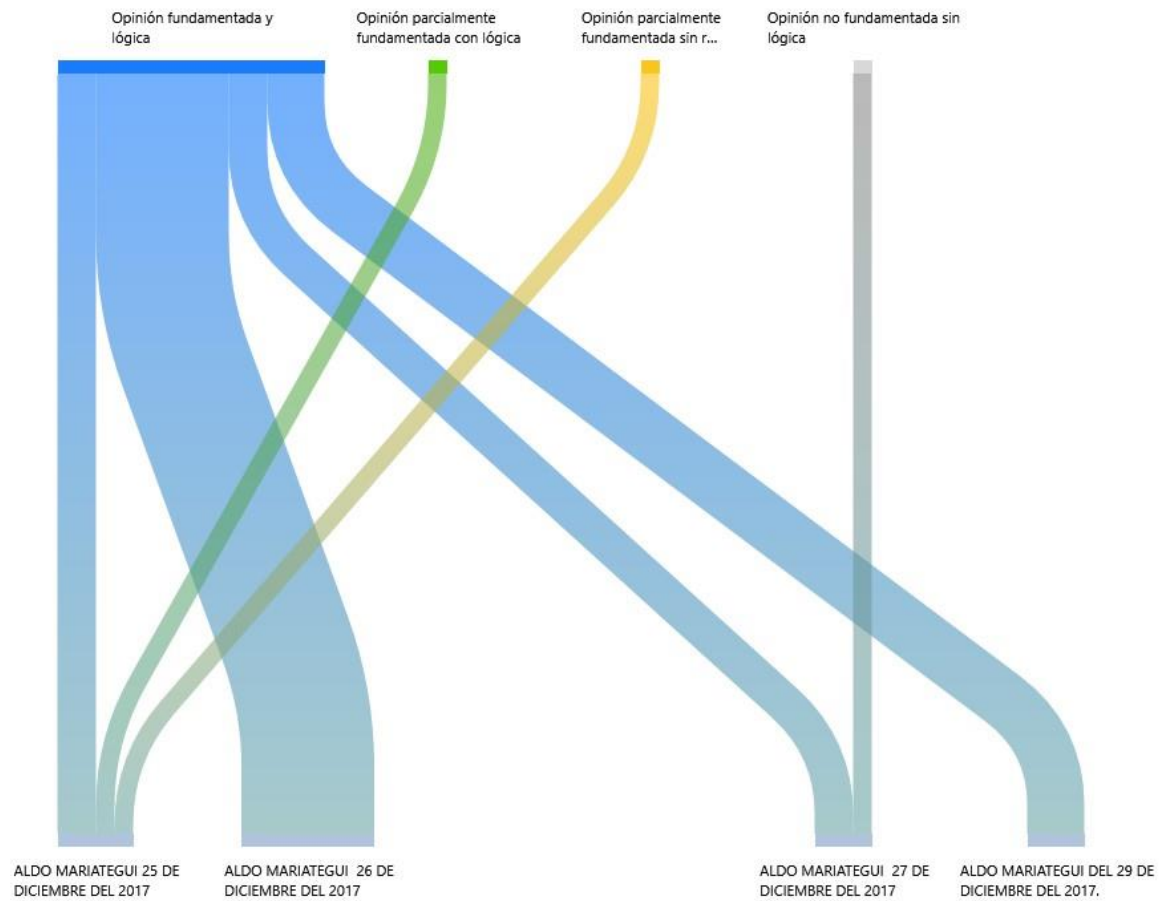 Opinión fundamentada y
lógica
Opinión parcialmente
fundamentada con lógica
Opinión parcialmente
fundamentada sin r...
Opinión no fundamentada sin
lógica
ALDO MARIATEGUI 25 DE
DICIEMBRE DEL 2017
ALDO MARIATEGUI  26 DE
DICIEMBRE DEL 2017
ALDO MARIATEGUI  27 DE
DICIEMBRE DEL 2017
ALDO MARIATEGUI DEL 29 DE
DICIEMBRE DEL 2017.